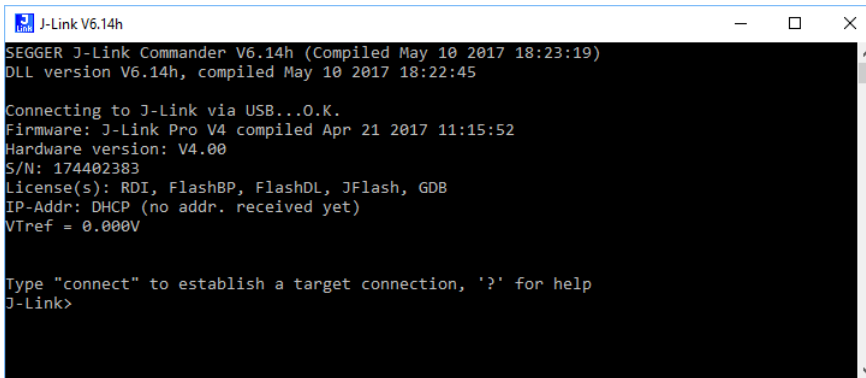 J-Link V6.14h
SEGGER J-Link Commander V6.14h (Compiled May 10 2017 18:23:19)
DLL version V6.14h, compiled May 10 2017 18:22:45
Connecting to J-Link via USB...O.K.
Firmware: J-Link Pro V4 compiled Apr 21 2017 11:15:52
Hardware version: V4.00
S/N: 174402383
License(s): RDI, FlashBP, FlashDL, JFlash, GDB
IP-Addr: DHCP (no addr. received yet)
VTref = 0.000V
Type "connect" to establish a target connection, '?' for help
J-Link>